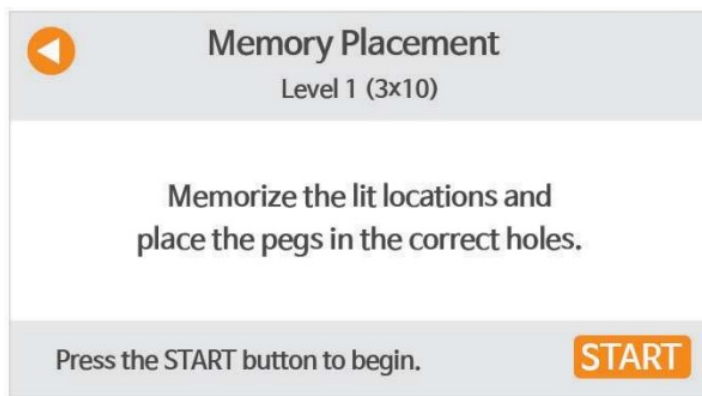 Memory Placement
Level 1 (3x10)
Memorize the lit locations and
place the pegs in the correct holes.
Press the START button to begin.
START